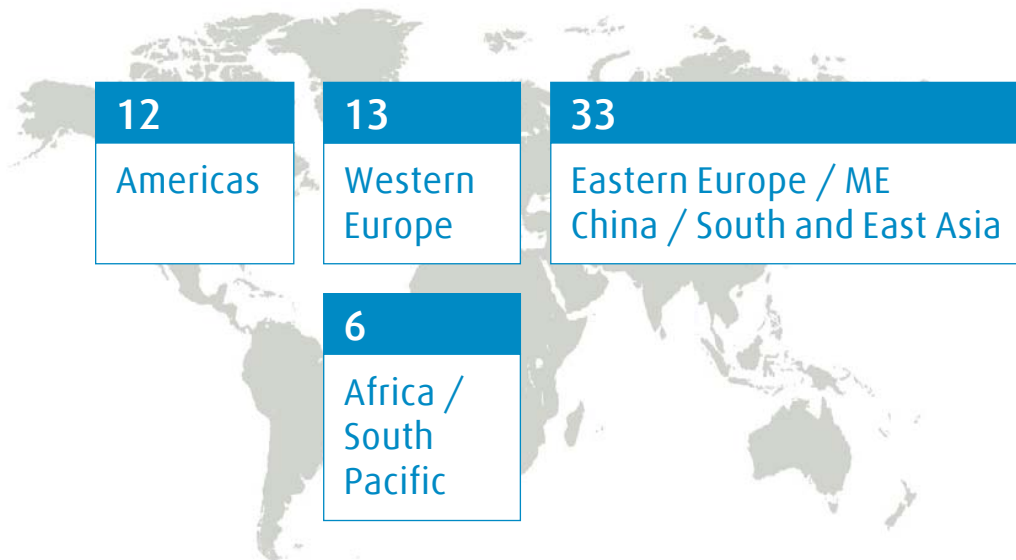 12
Americas
13
Western
Europe
33
Eastern Europe / ME
China / South and East Asia
6
Africa /
South
Pacific